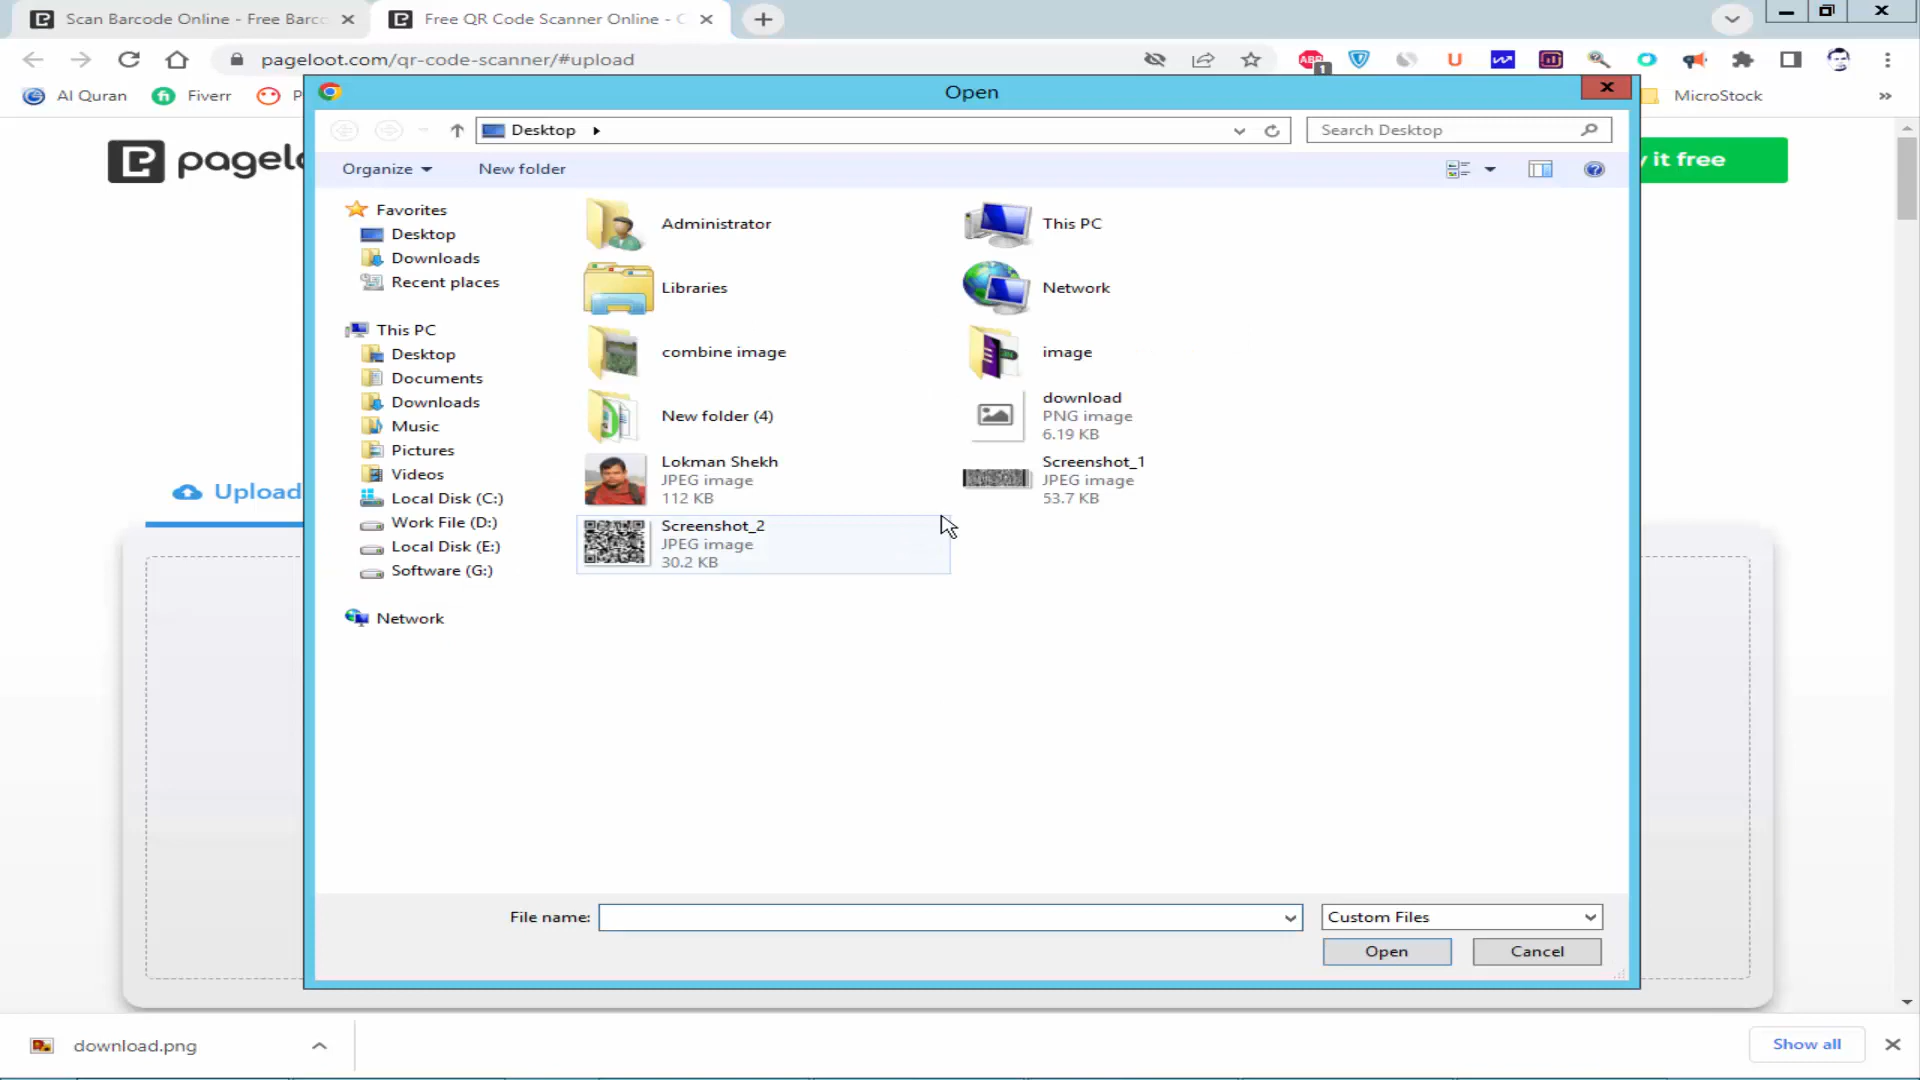 Scan Barcode Online - Free Barc
Free QR Code Scanner Online -
pageloot.com/qr-code-scanner/#upload
ABP
1
U
Al Quran
Fiverr
P
MicroStock
»
Open
Desktop
Search Desktop
Organize
New folder
pagelo
it free
Favorites
Desktop
Downloads
Recent places
This PC
Desktop
Documents
Downloads
Music
Pictures
Videos
Local Disk (C:)
Work File (D:)
Local Disk (E:)
Software (G:)
Network
Administrator
This PC
Libraries
Network
combine image
image
New folder (4)
download
PNG image
6.19 KB
Lokman Shekh
JPEG image
112 KB
Screenshot_1
JPEG image
53.7 KB
Screenshot_2
JPEG image
30.2 KB
Upload
File name:
Custom Files
Open
Cancel
download.png
Show all